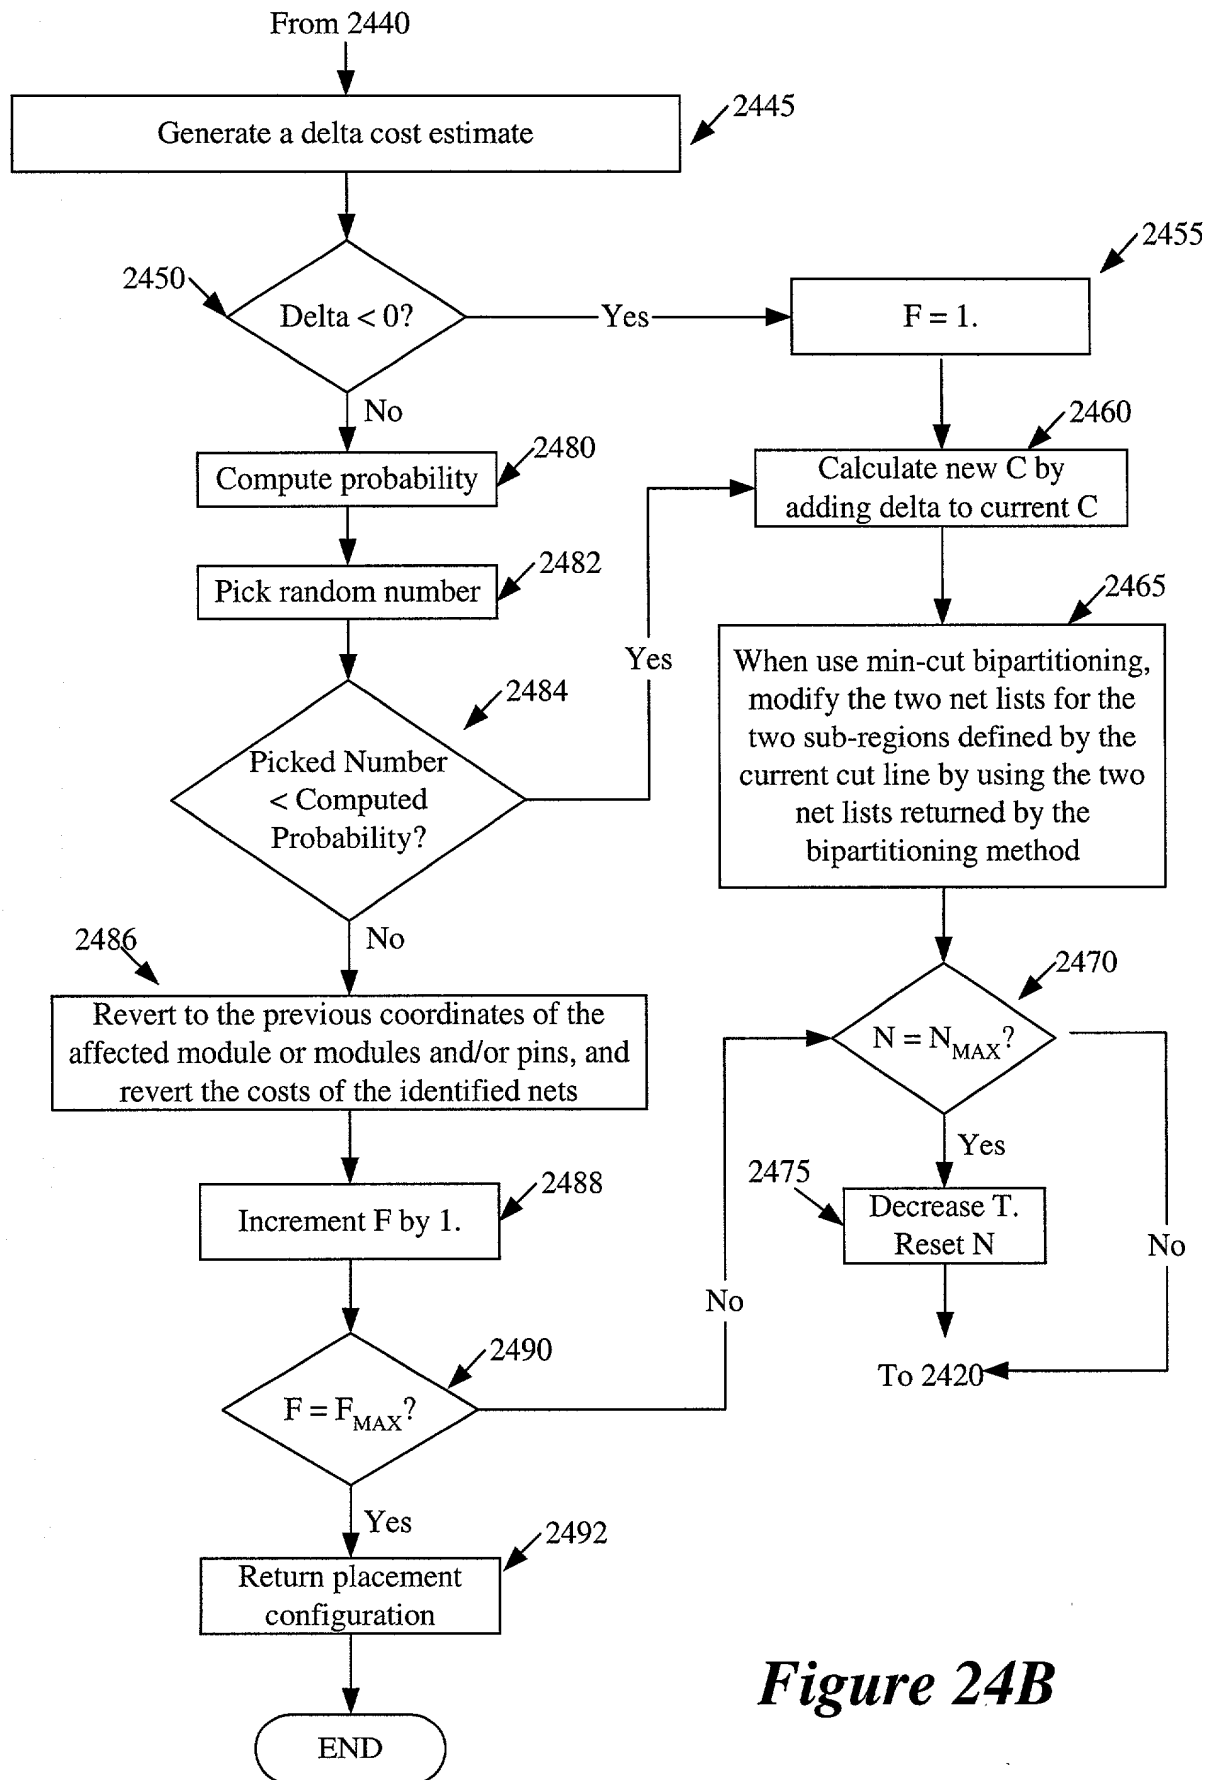 From 2440
Generate a delta cost estimate
2445
2450
Delta < 0?
Yes
F = 1.
2455
No
Compute probability
2480
Calculate new C by
adding delta to current C
2460
Pick random number
2482
Yes
When use min-cut bipartitioning,
modify the two net lists for the
two sub-regions defined by the
current cut line by using the two
net lists returned by the
bipartitioning method
2465
Picked Number
< Computed
Probability?
2484
No
2486
Revert to the previous coordinates of the
affected module or modules and/or pins, and
revert the costs of the identified nets
N = NMAX?
2470
Yes
No
2475
Decrease T.
Reset N
To 2420
Increment F by 1.
2488
No
F = FMAX?
2490
Yes
Return placement
configuration
2492
END
Figure 24B